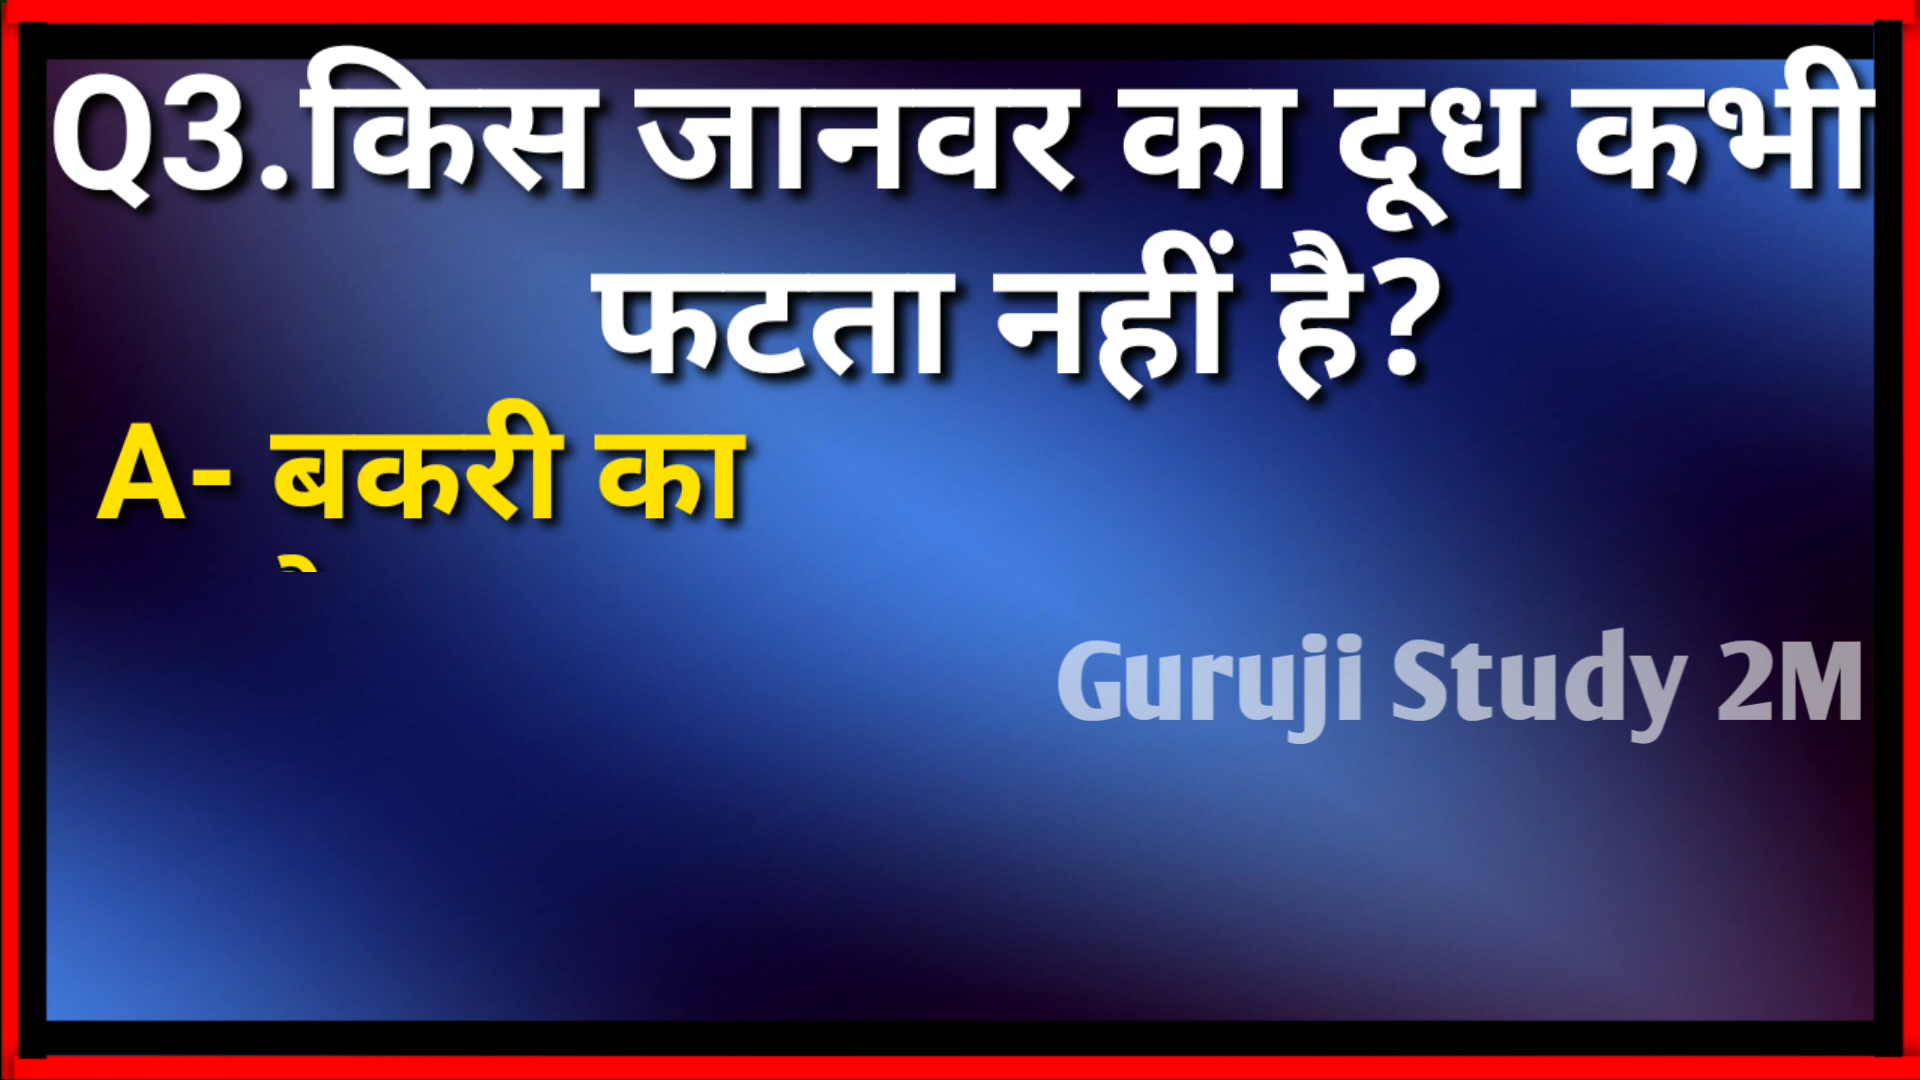 Q3.किस जानवर का दूध कभी
फटता नहीं है?
A- बकरी का
Guruji Study 2M